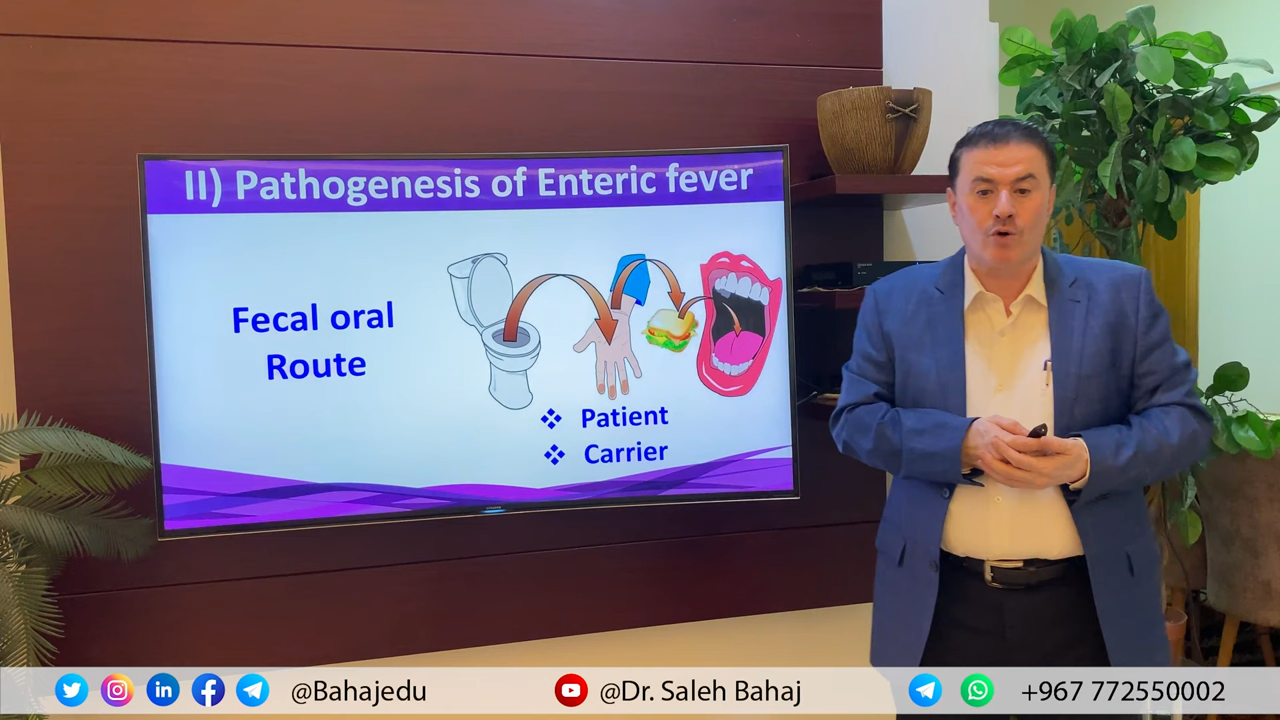 II) Pathogenesis of Enteric fever
Fecal oral
Route
❖ Patient
❖ Carrier
@Bahajedu
@Dr. Saleh Bahaj
+967 772550002